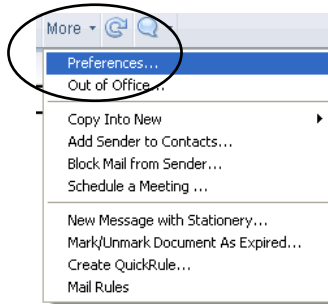 More
Preferences...
Out of Office...
Copy Into New
Add Sender to Contacts...
Block Mail from Sender...
Schedule a Meeting ...
New Message with Stationery...
Mark/Unmark Document As Expired...
Create QuickRule...
Mail Rules